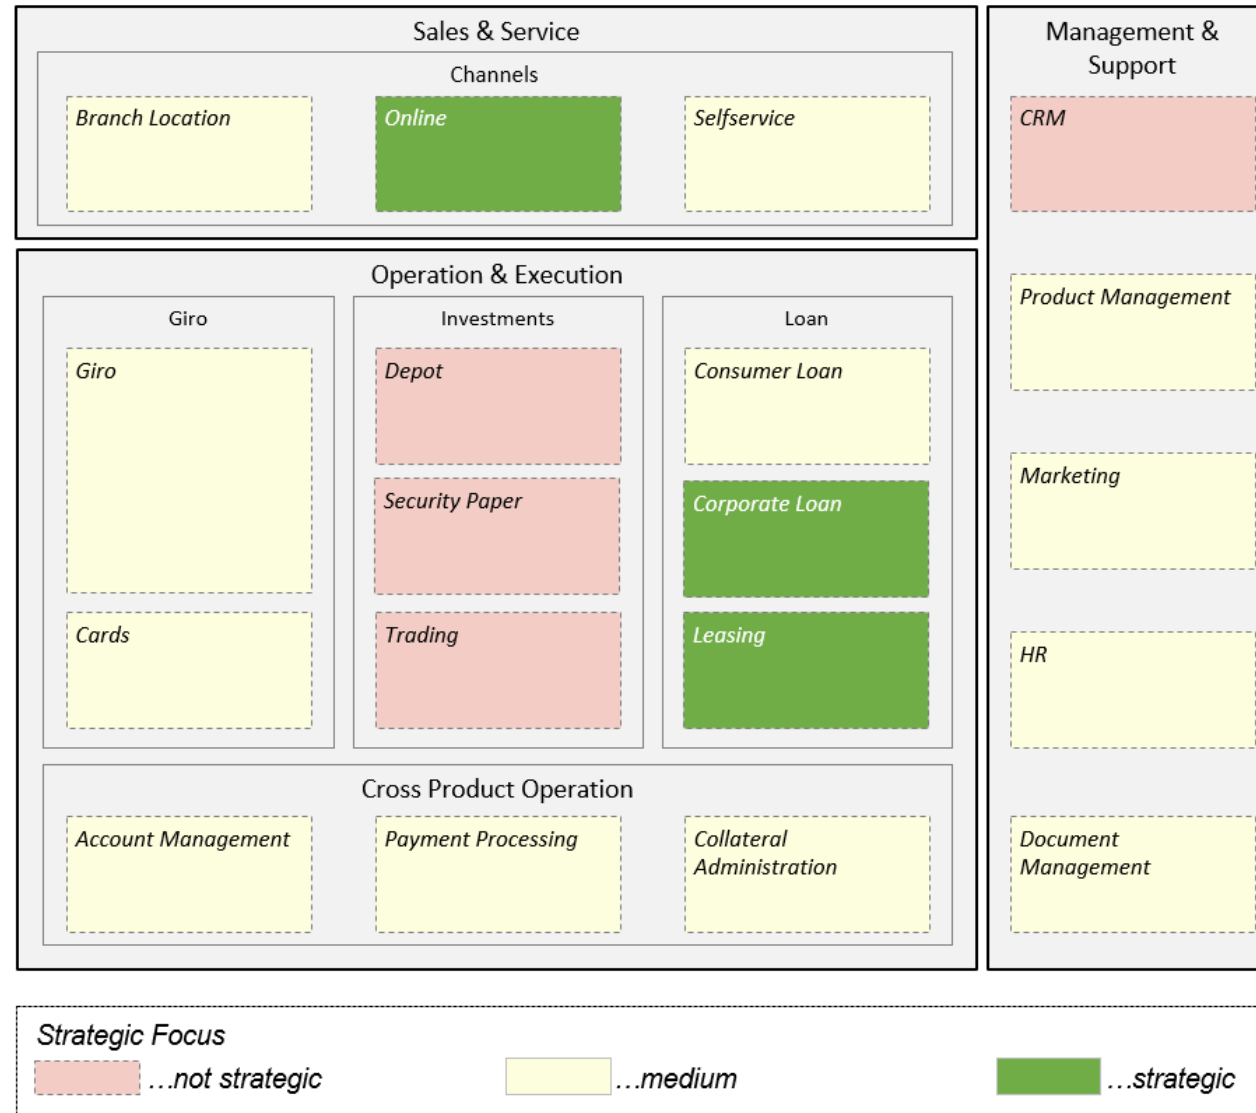 Sales & Service
Channels
Branch Location
Online
Selfservice
Operation & Execution
Giro
Giro
Cards
Investments
Depot
Security Paper
Trading
Loan
Consumer Loan
Corporate Loan
Leasing
Cross Product Operation
Account Management
Payment Processing
Collateral
Administration
Management &
Support
CRM
Product Management
Marketing
HR
Document
Management
Strategic Focus
...not strategic
...medium
...strategic